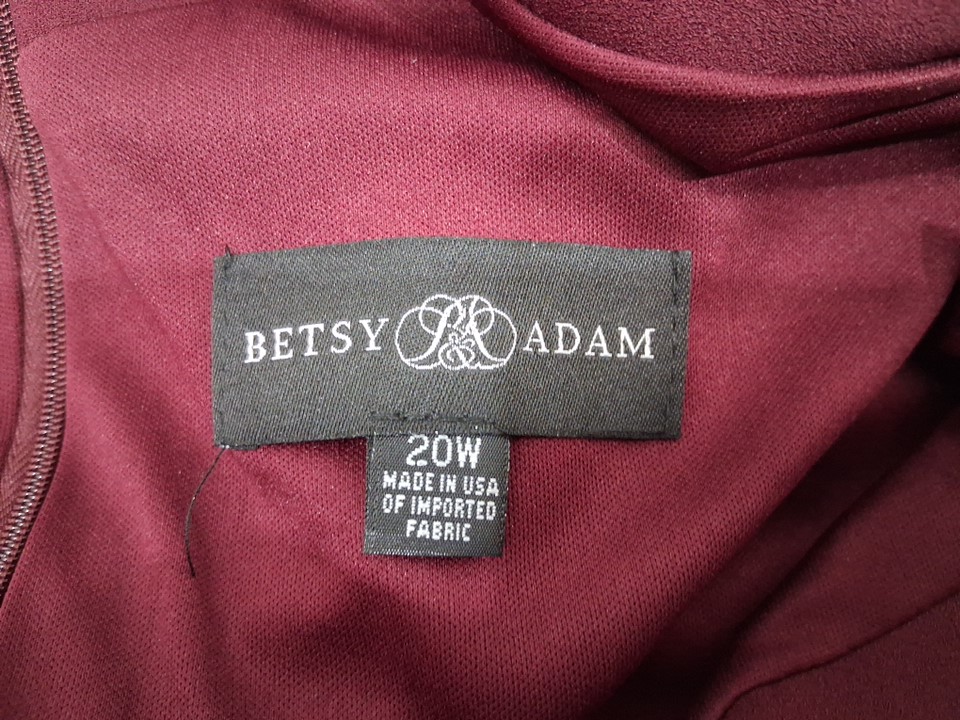 BETSY ADAM
20W
MADE IN USA
OF IMPORTED
FABRIC